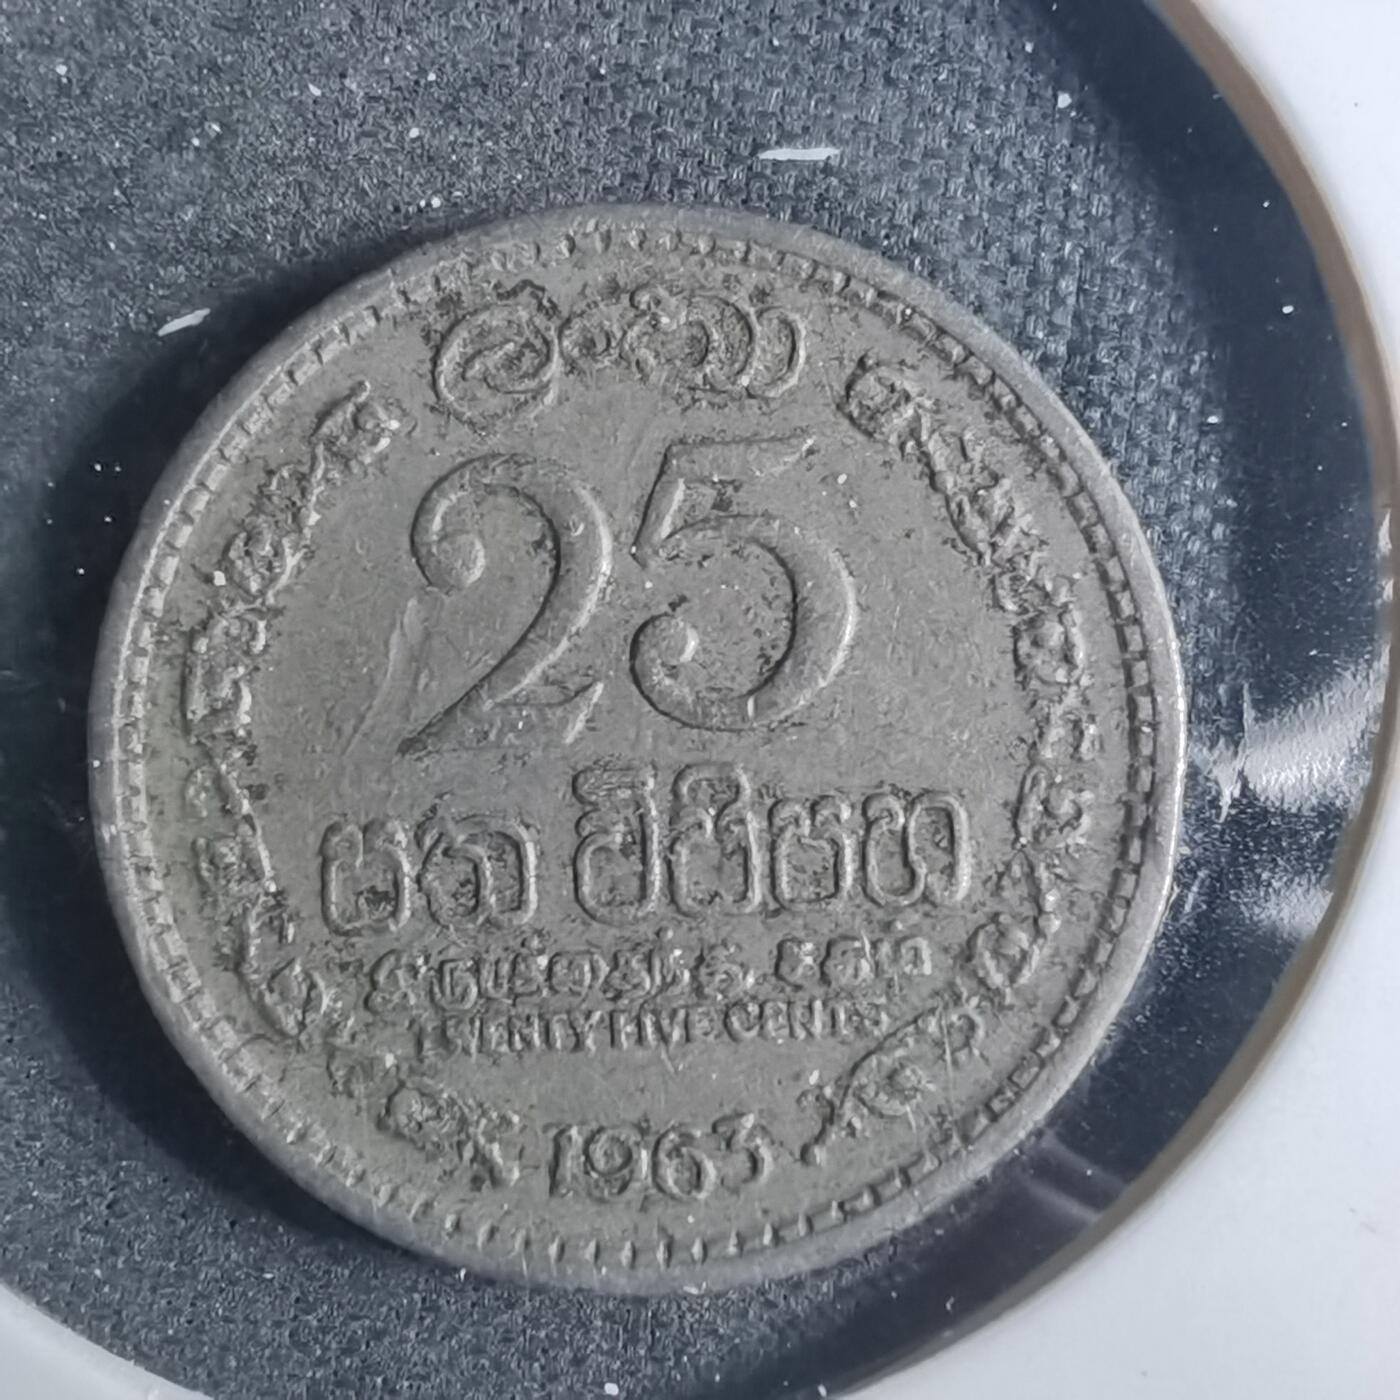 ලංකා
25
ශත විසිපහ
இருபத்தைந்து சதம்
TWENTY FIVE CENTS
1963